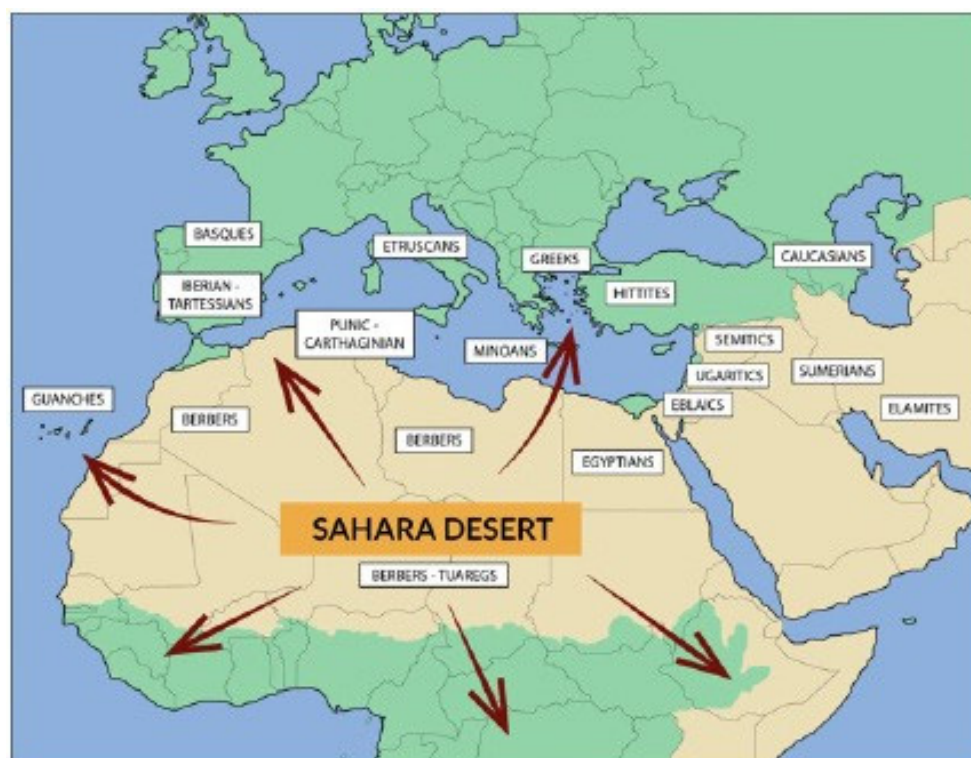 BASQUES
ETRUSCANS
GREEKS
CAUCASIANS
IBERIAN -
TARTESSIANS
HITTITES
PUNIC -
CARTHAGINIAN
MINOANS
SEMITICS
UGARITICS
SUMERIANS
GUANCHES
EBLAICS
ELAMITES
BERBERS
BERBERS
EGYPTIANS
SAHARA DESERT
BERBERS - TUAREGS